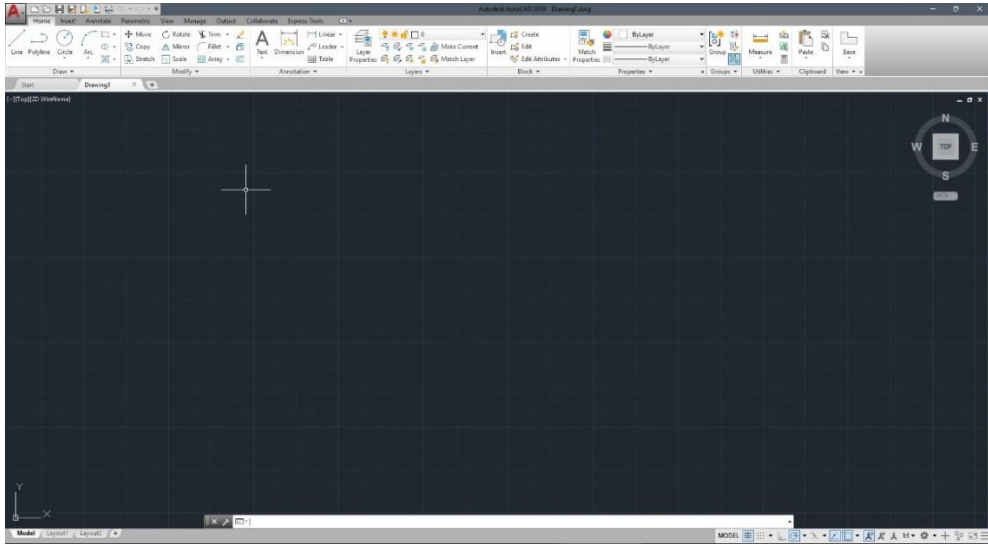 Autodesk AutoCAD 2019 Drawing1.dwg
Home Insert Annotate Parametric View Manage Output Collaborate Express Tools
Move Rotate Trim Linear Create ByLayer
Copy Mirror Fillet Leader Make Current Edit ByLayer
Line Polyline Circle Arc Text Dimension Layer Insert Match Group Measure Paste Base
Stretch Scale Array Table Properties Match Layer Edit Attributes Properties ByLayer
Draw Modify Annotation Layers Block Properties Groups Utilities Clipboard View
Start Drawing1
[-][Top][2D Wireframe]
N
W TOP E
S
Y
X
Model Layout1 Layout2 MODEL 1:1